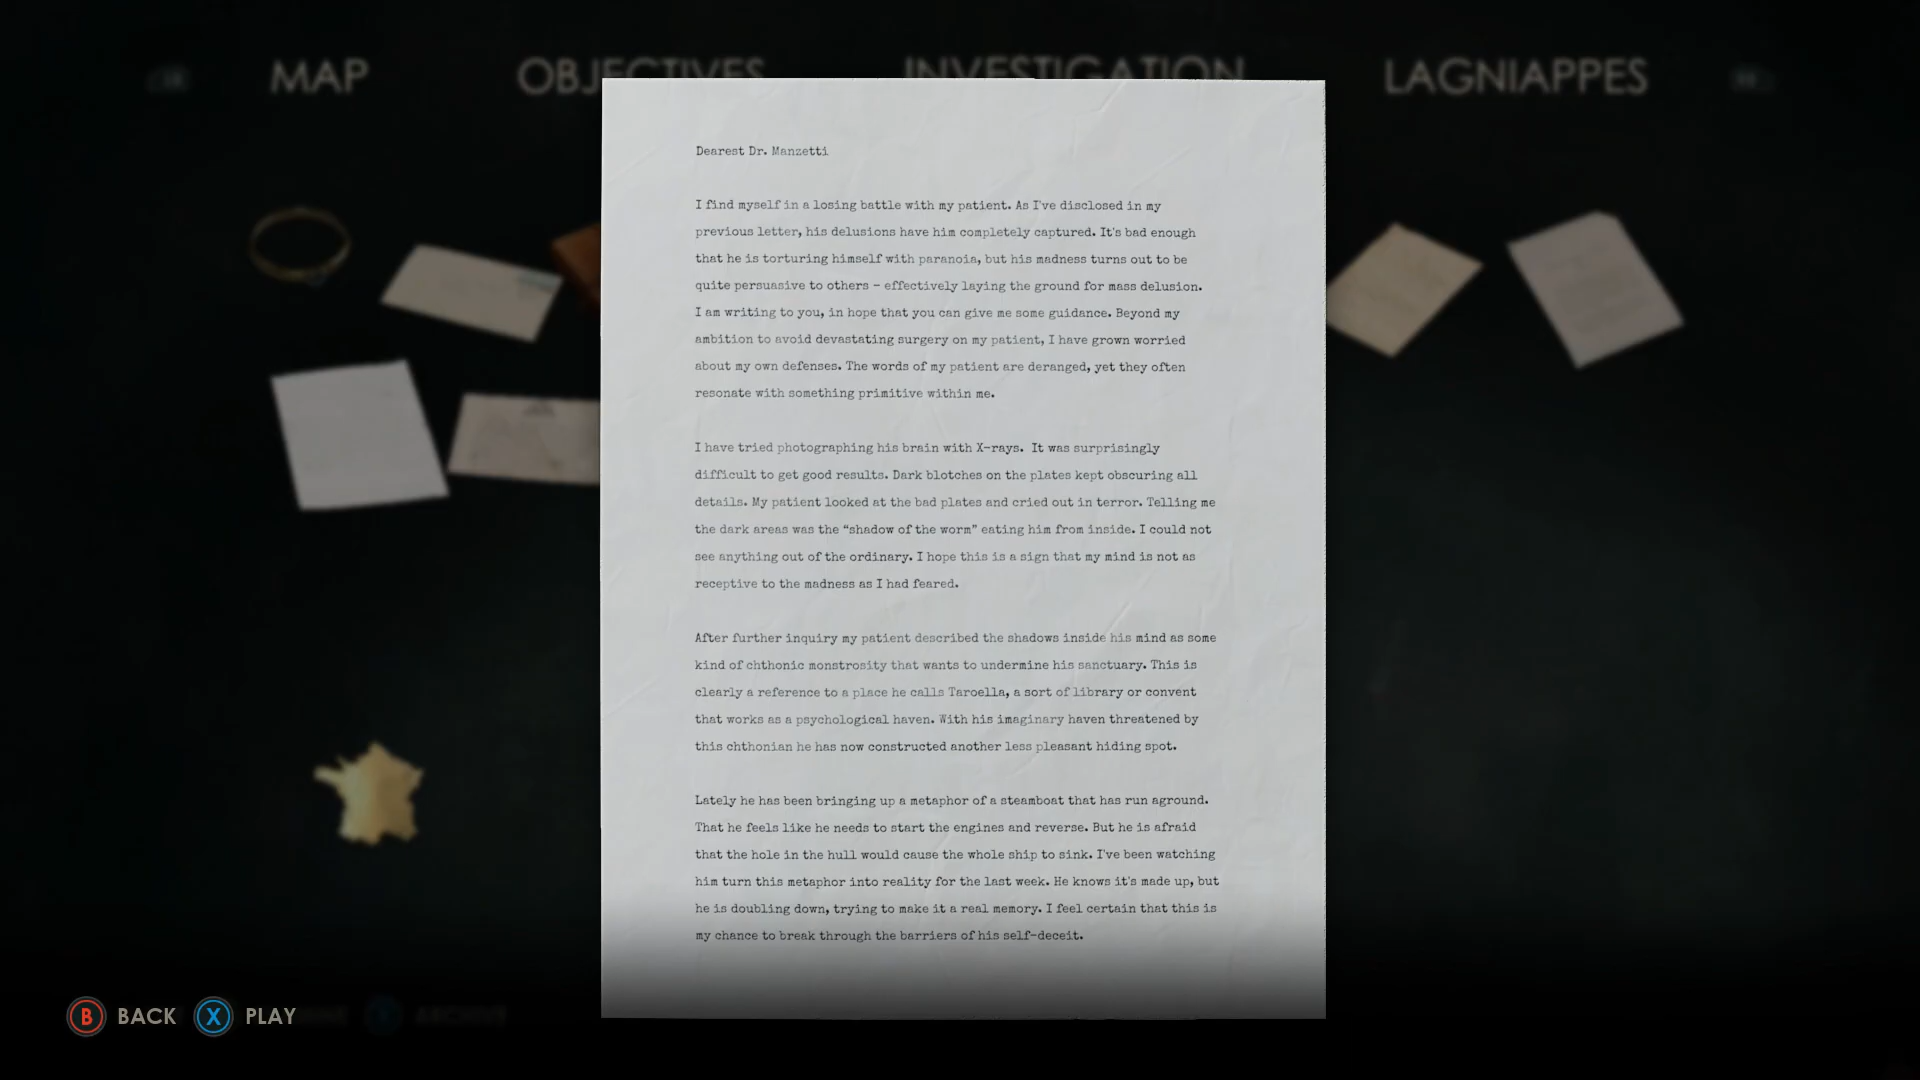 MAP OBJECTIVES INVESTIGATION LAGNIAPPES
Dearest Dr. Manzetti
I find myself in a losing battle with my patient. As I've disclosed in my
previous letter, his delusions have him completely captured. It's bad enough
that he is torturing himself with paranoia, but his madness turns out to be
quite persuasive to others – effectively laying the ground for mass delusion.
I am writing to you, in hope that you can give me some guidance. Beyond my
ambition to avoid devastating surgery on my patient, I have grown worried
about my own defenses. The words of my patient are deranged, yet they often
resonate with something primitive within me.
I have tried photographing his brain with X-rays. It was surprisingly
difficult to get good results. Dark blotches on the plates kept obscuring all
details. My patient looked at the bad plates and cried out in terror. Telling me
the dark areas was the “shadow of the worm” eating him from inside. I could not
see anything out of the ordinary. I hope this is a sign that my mind is not as
receptive to the madness as I had feared.
After further inquiry my patient described the shadows inside his mind as some
kind of chthonic monstrosity that wants to undermine his sanctuary. This is
clearly a reference to a place he calls Taroella, a sort of library or convent
that works as a psychological haven. With his imaginary haven threatened by
this chthonian he has now constructed another less pleasant hiding spot.
Lately he has been bringing up a metaphor of a steamboat that has run aground.
That he feels like he needs to start the engines and reverse. But he is afraid
that the hole in the hull would cause the whole ship to sink. I've been watching
him turn this metaphor into reality for the last week. He knows it's made up, but
he is doubling down, trying to make it a real memory. I feel certain that this is
my chance to break through the barriers of his self-deceit.
B BACK X PLAY